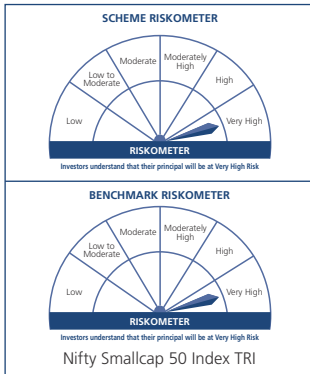 SCHEME RISKOMETER
Moderate
Moderately
High
Low to
Moderate
High
Low
Very High
RISKOMETER
Investors understand that their principal will be at Very High Risk
BENCHMARK RISKOMETER
Moderate
Moderately
High
Low to
Moderate
High
Low
Very High
RISKOMETER
Investors understand that their principal will be at Very High Risk
Nifty Smallcap 50 Index TRI